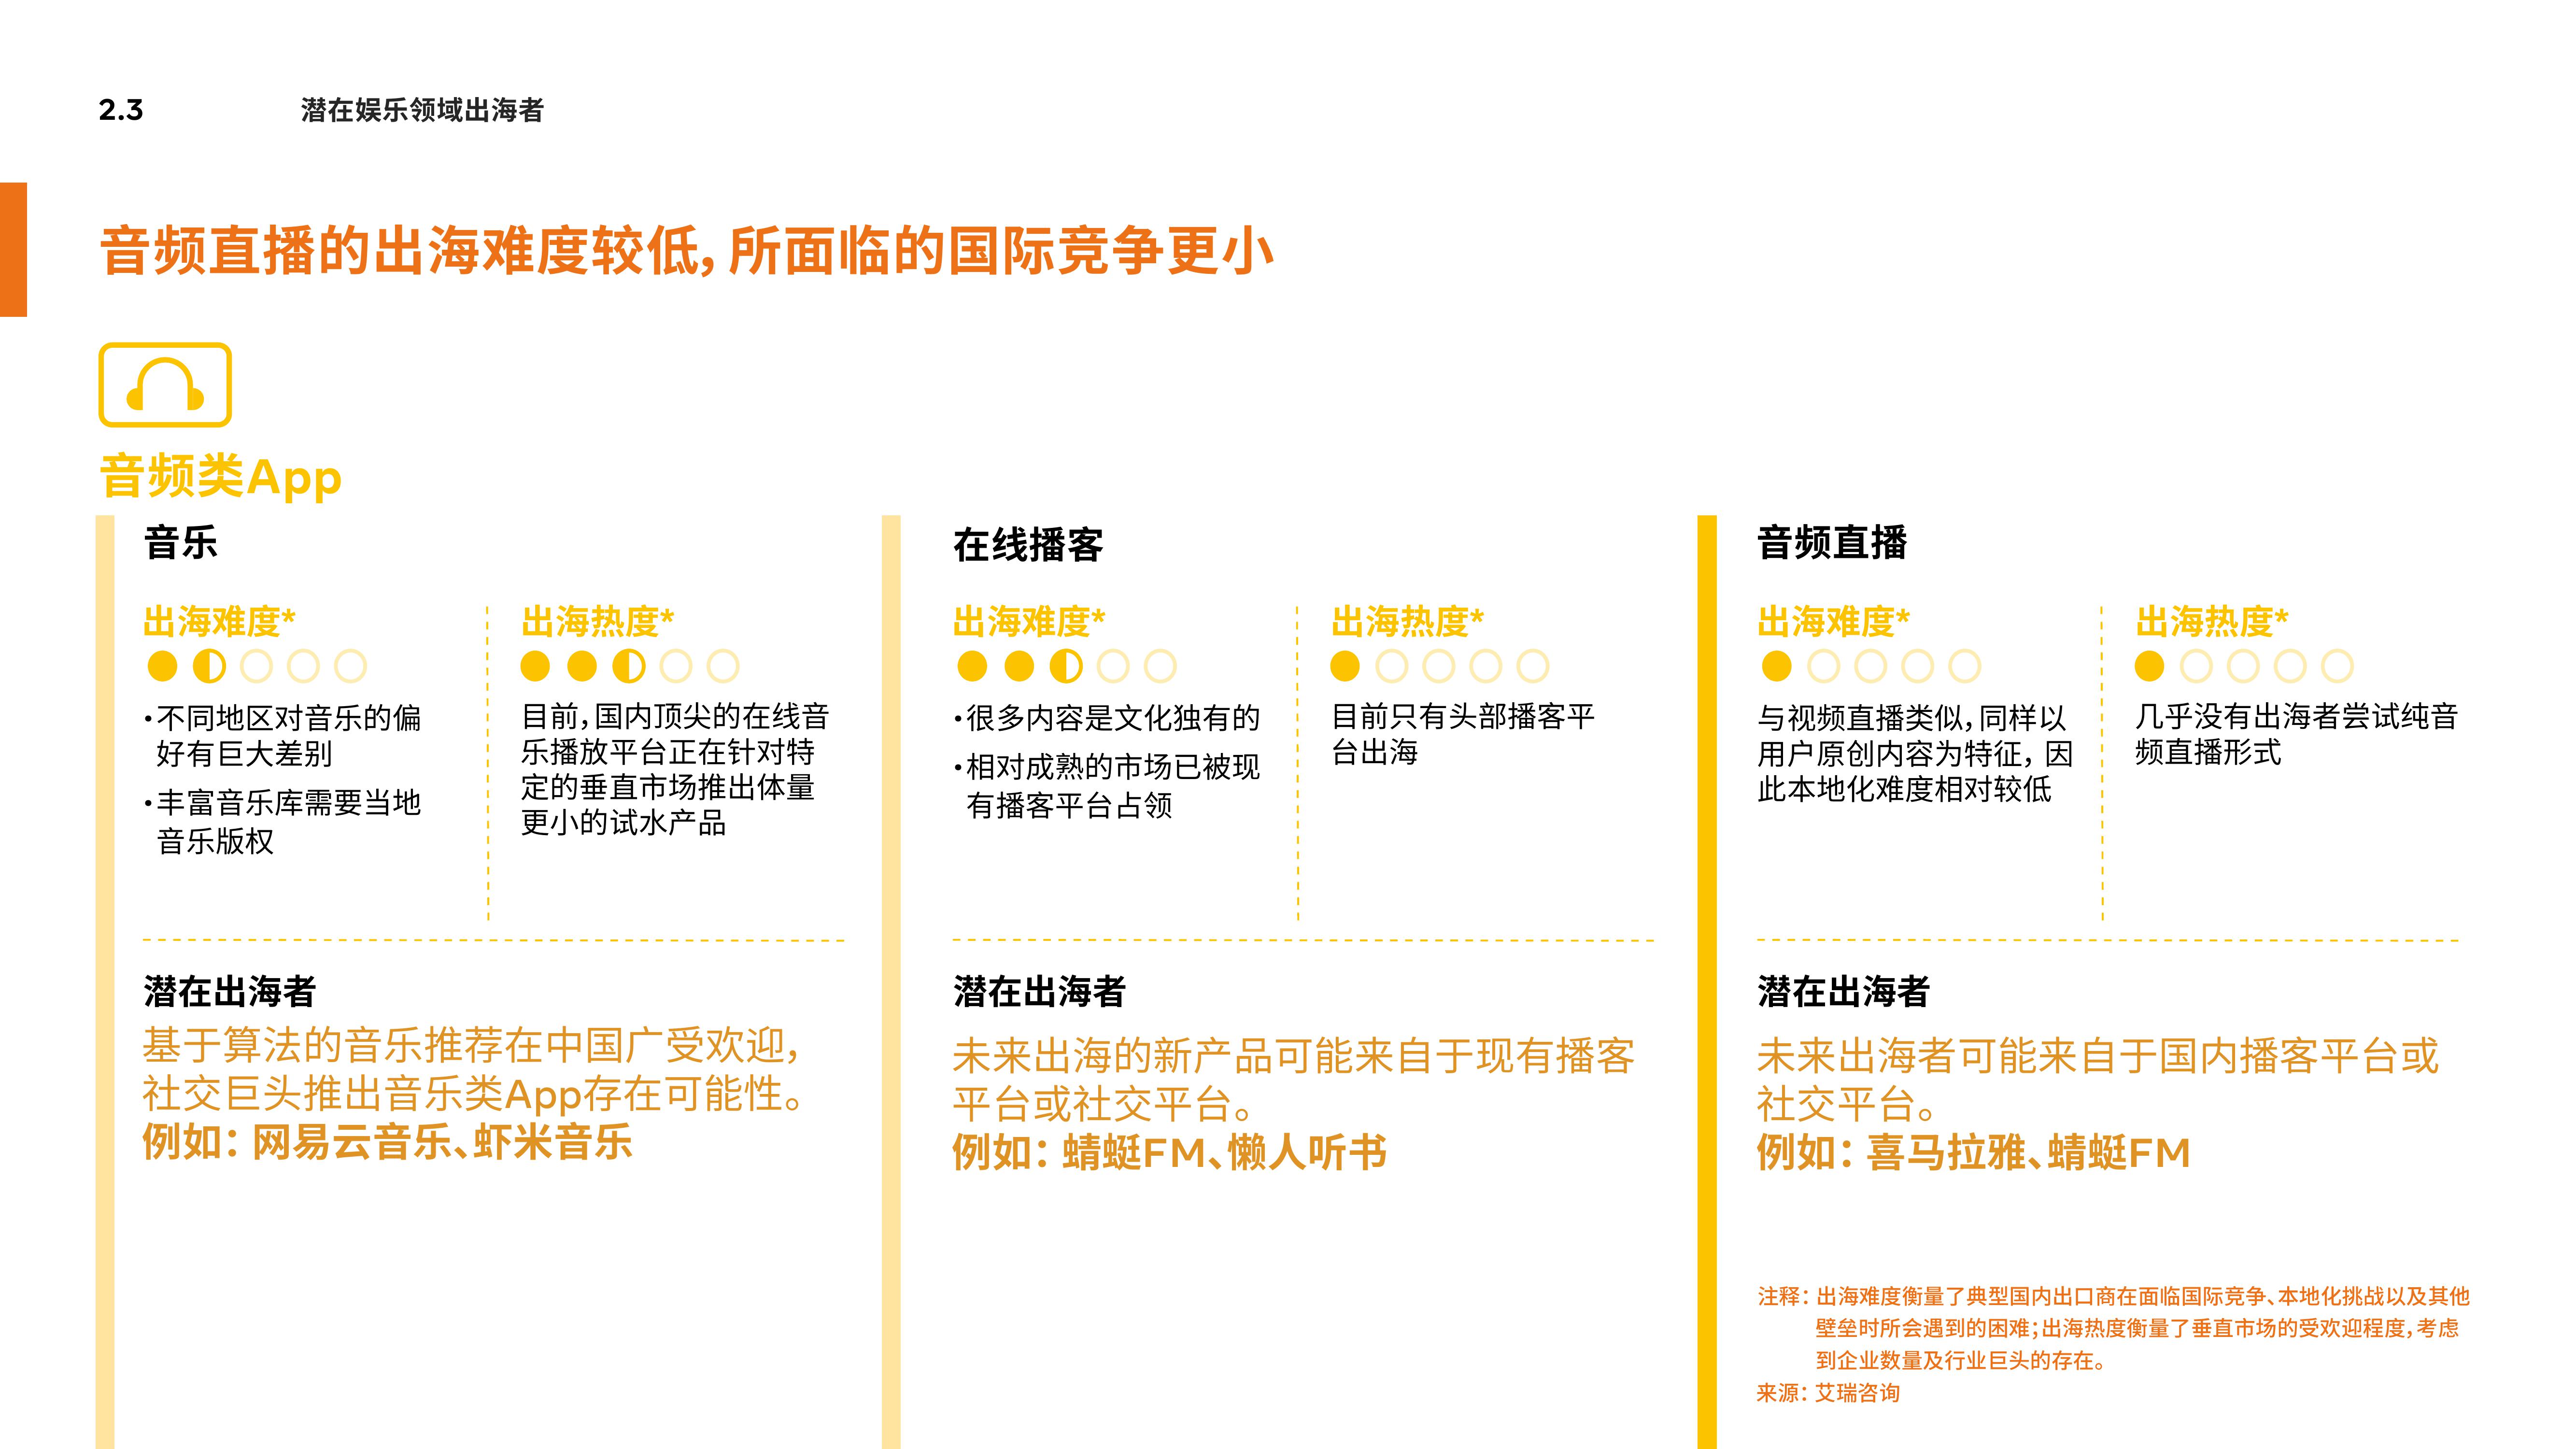 2.3
潜在娱乐领域出海者
音频直播的出海难度较低，所面临的国际竞争更小
音频类App
音乐
出海难度*
•不同地区对音乐的偏
好有巨大差别
•丰富音乐库需要当地
音乐版权
出海热度*
目前，国内顶尖的在线音
乐播放平台正在针对特
定的垂直市场推出体量
更小的试水产品
潜在出海者
基于算法的音乐推荐在中国广受欢迎，
社交巨头推出音乐类App存在可能性。
例如：网易云音乐、虾米音乐
在线播客
出海难度*
•很多内容是文化独有的
•相对成熟的市场已被现
有播客平台占领
出海热度*
目前只有头部播客平
台出海
潜在出海者
未来出海的新产品可能来自于现有播客
平台或社交平台。
例如：蜻蜓FM、懒人听书
音频直播
出海难度*
与视频直播类似，同样以
用户原创内容为特征，因
此本地化难度相对较低
出海热度*
几乎没有出海者尝试纯音
频直播形式
潜在出海者
未来出海者可能来自于国内播客平台或
社交平台。
例如：喜马拉雅、蜻蜓FM
注释：出海难度衡量了典型国内出口商在面临国际竞争、本地化挑战以及其他
壁垒时所会遇到的困难；出海热度衡量了垂直市场的受欢迎程度，考虑
到企业数量及行业巨头的存在。
来源：艾瑞咨询